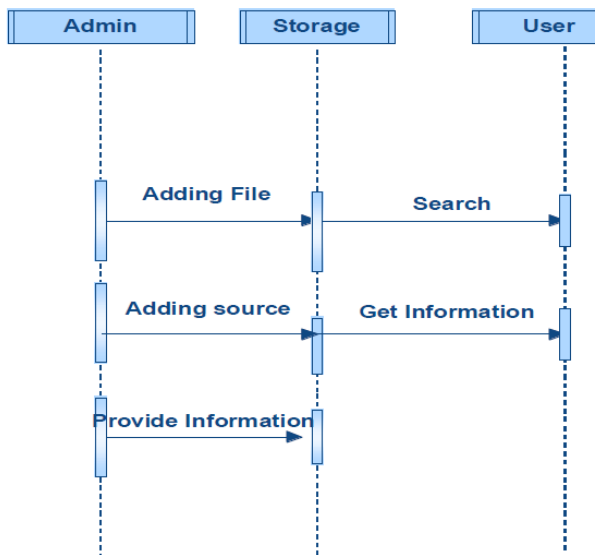 Admin
Storage
User
Adding File
Search
Adding source
Get Information
Provide Information